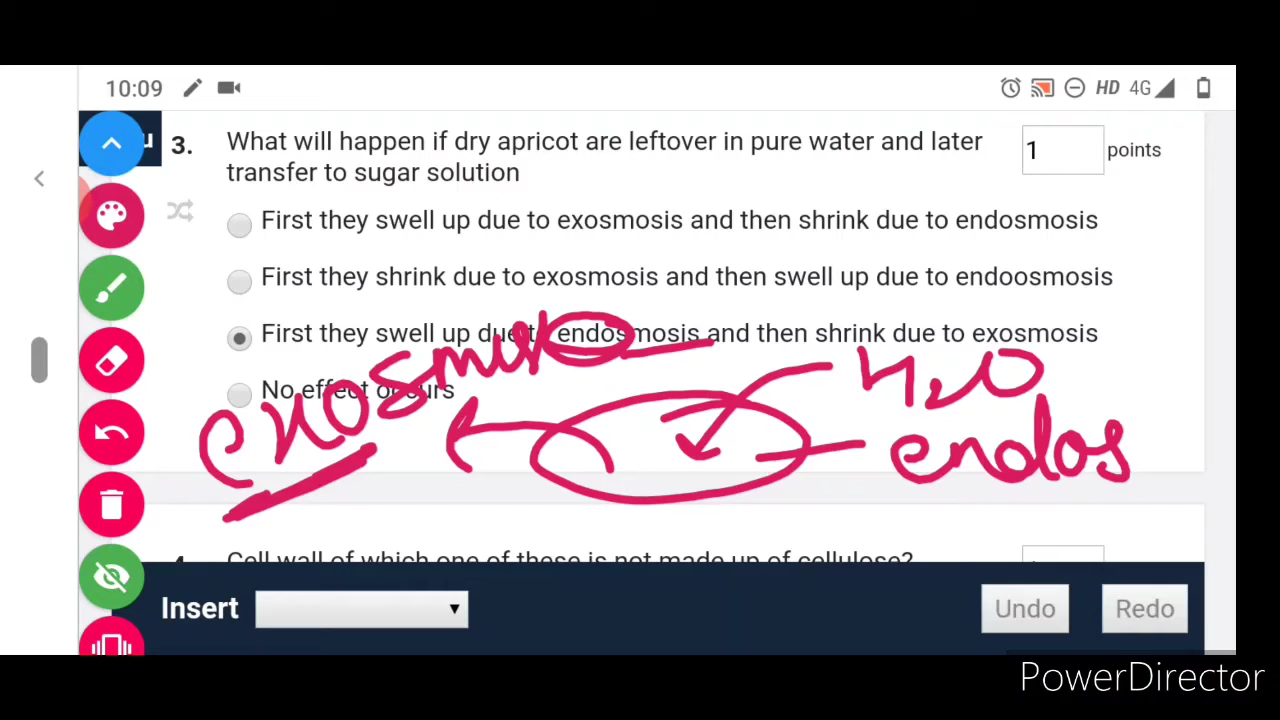 10:09 HD 4G
u
3. What will happen if dry apricot are leftover in pure water and later 1 points
transfer to sugar solution
First they swell up due to exosmosis and then shrink due to endosmosis
First they shrink due to exosmosis and then swell up due to endoosmosis
First they swell up due to endosmosis and then shrink due to exosmosis
No effect occurs
H2O
endos
4. Cell wall of which one of these is not made up of cellulose?
Insert Undo Redo
PowerDirector